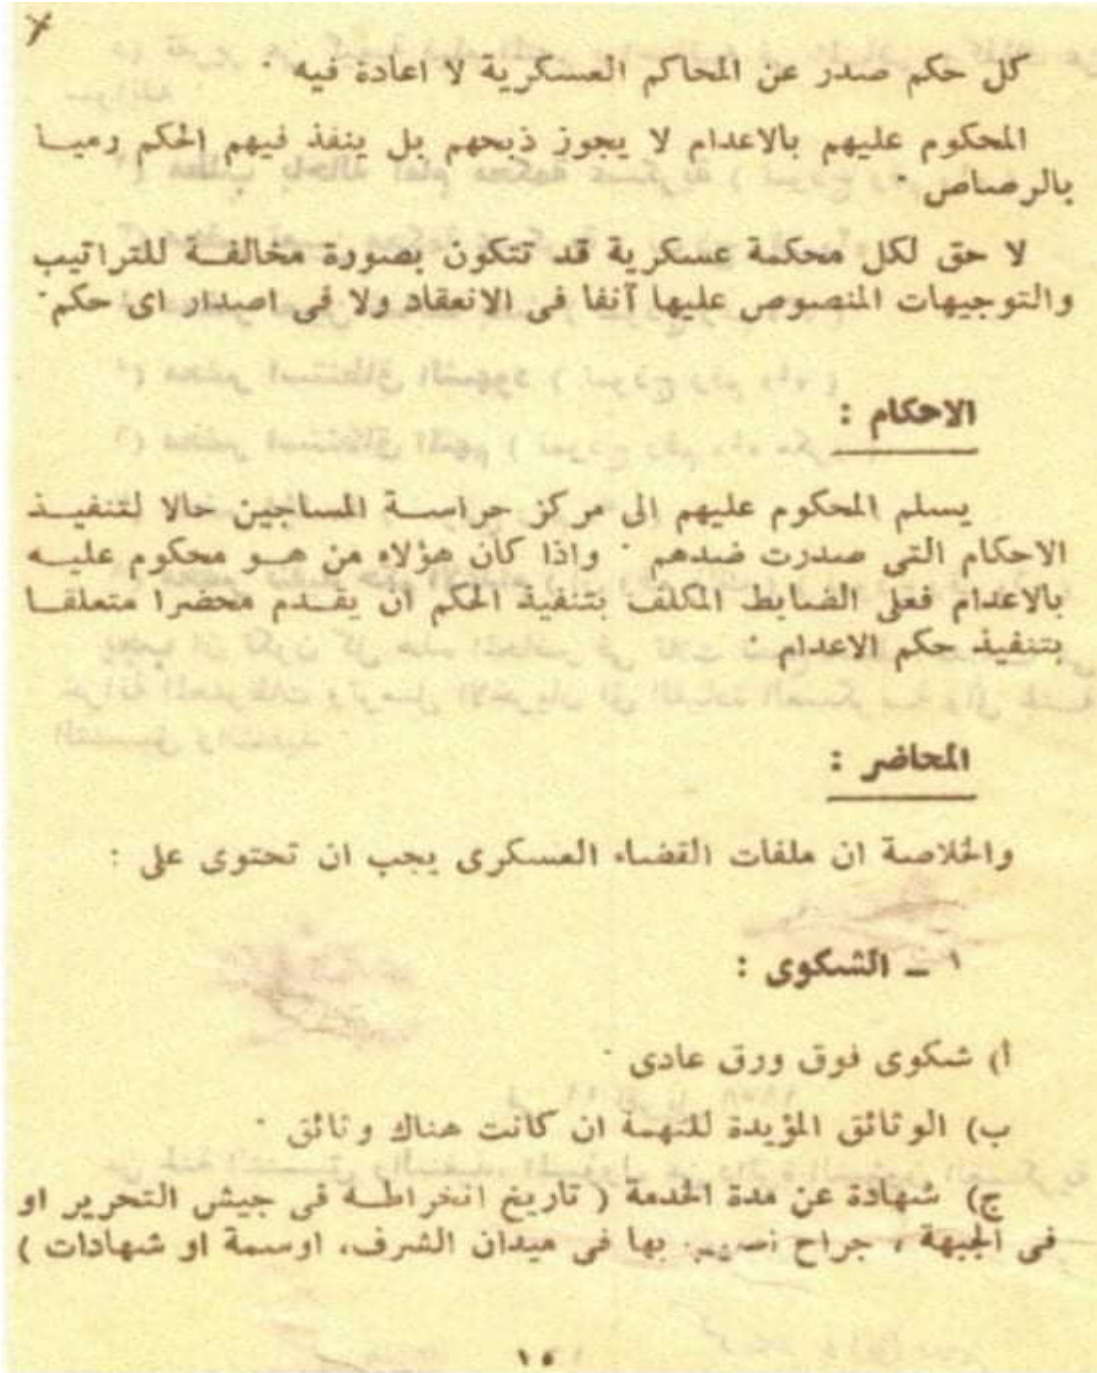 كل حكم صدر عن المحاكم العسكرية لا اعادة فيه ·
المحكوم عليهم بالاعدام لا يجوز ذبحهم بل ينفذ فيهم الحكم رميا
بالرصاص ·
لا حق لكل محكمة عسكرية قد تتكون بصورة مخالفة للتراتيب
والتوجيهات المنصوص عليها آنفا فى الانعقاد ولا فى اصدار اى حكم ·
الاحكام :
يسلم المحكوم عليهم الى مركز حراسة المساجين حالا لتنفيذ
الاحكام التى صدرت ضدهم · واذا كان هؤلاء من هو محكوم عليه
بالاعدام فعلى الضابط المكلف بتنفيذ الحكم ان يقدم محضرا متعلقا
بتنفيذ حكم الاعدام ·
المحاضر :
والخلاصة ان ملفات القضاء العسكرى يجب ان تحتوى على :
١ ــ الشكوى :
أ) شكوى فوق ورق عادى ·
ب) الوثائق المؤيدة للتهمة ان كانت هناك وثائق ·
ج) شهادة عن مدة الخدمة ( تاريخ انخراطه فى جيش التحرير او
فى الجبهة ، جراح بها فى ميدان الشرف، اوسمة او شهادات )
١٥